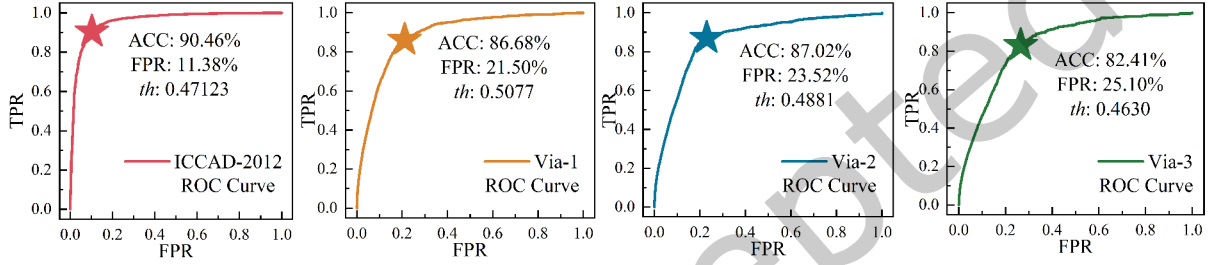 1.0
0.8
0.6
0.4
0.2
0.0
TPR
ACC: 90.46%
FPR: 11.38%
th: 0.47123
ICCAD-2012
ROC Curve
0.0 0.2 0.4 0.6 0.8 1.0
FPR
1.0
0.8
0.6
0.4
0.2
0.0
TPR
ACC: 86.68%
FPR: 21.50%
th: 0.5077
Via-1
ROC Curve
0.0 0.2 0.4 0.6 0.8 1.0
FPR
1.0
0.8
0.6
0.4
0.2
0.0
TPR
ACC: 87.02%
FPR: 23.52%
th: 0.4881
Via-2
ROC Curve
0.0 0.2 0.4 0.6 0.8 1.0
FPR
1.0
0.8
0.6
0.4
0.2
0.0
TPR
ACC: 82.41%
FPR: 25.10%
th: 0.4630
Via-3
ROC Curve
0.0 0.2 0.4 0.6 0.8 1.0
FPR